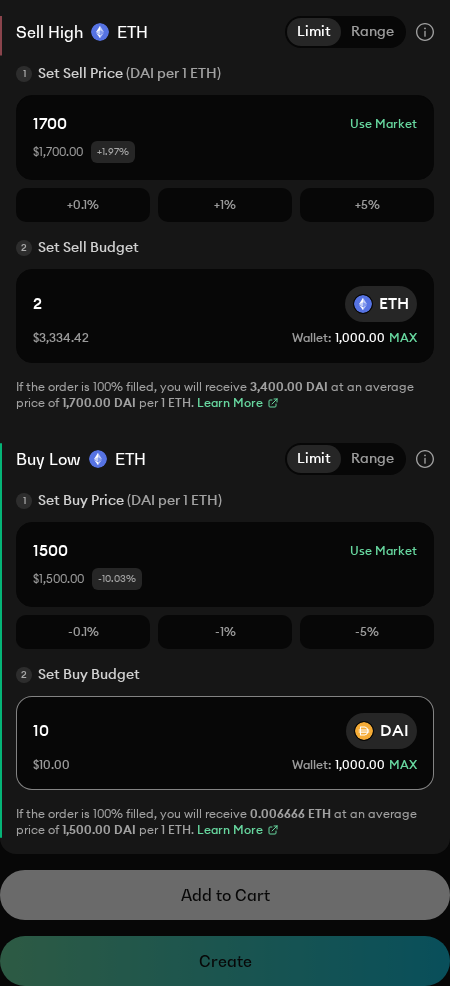 Sell High ETH Limit Range
1 Set Sell Price (DAI per 1 ETH)
1700 Use Market
$1,700.00 +1.97%
+0.1% +1% +5%
2 Set Sell Budget
2 ETH
$3,334.42 Wallet: 1,000.00 MAX
If the order is 100% filled, you will receive 3,400.00 DAI at an average
price of 1,700.00 DAI per 1 ETH. Learn More
Buy Low ETH Limit Range
1 Set Buy Price (DAI per 1 ETH)
1500 Use Market
$1,500.00 -10.03%
-0.1% -1% -5%
2 Set Buy Budget
10 DAI
$10.00 Wallet: 1,000.00 MAX
If the order is 100% filled, you will receive 0.006666 ETH at an average
price of 1,500.00 DAI per 1 ETH. Learn More
Add to Cart
Create